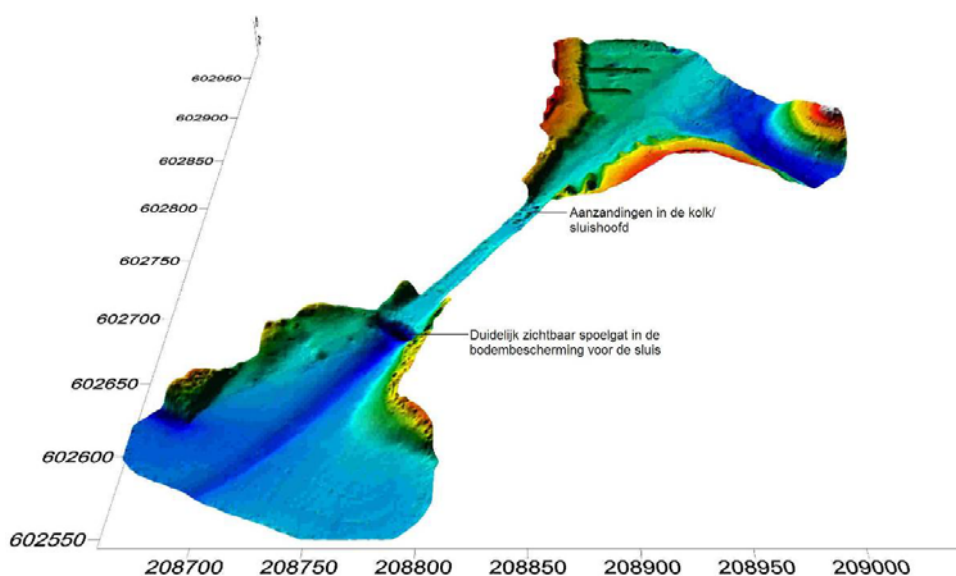 602950
602900
602850
602800
Aanzandingen in de kolk/
sluishoofd
602750
602700
Duidelijk zichtbaar spoelgat in de
bodembescherming voor de sluis
602650
602600
602550
208700 208750 208800 208850 208900 208950 209000